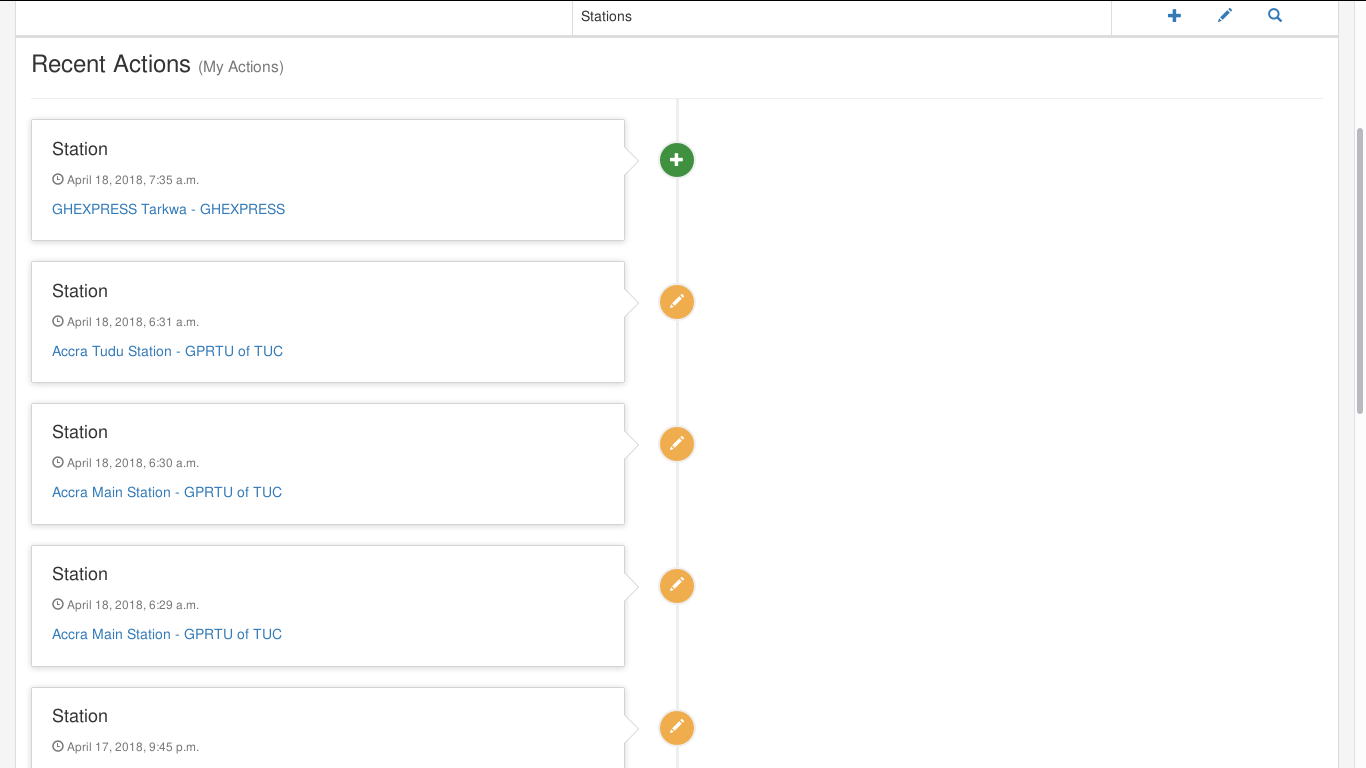 Stations
Recent Actions (My Actions)
Station
April 18, 2018, 7:35 a.m.
GHEXPRESS Tarkwa - GHEXPRESS
Station
April 18, 2018, 6:31 a.m.
Accra Tudu Station - GPRTU of TUC
Station
April 18, 2018, 6:30 a.m.
Accra Main Station - GPRTU of TUC
Station
April 18, 2018, 6:29 a.m.
Accra Main Station - GPRTU of TUC
Station
April 17, 2018, 9:45 p.m.